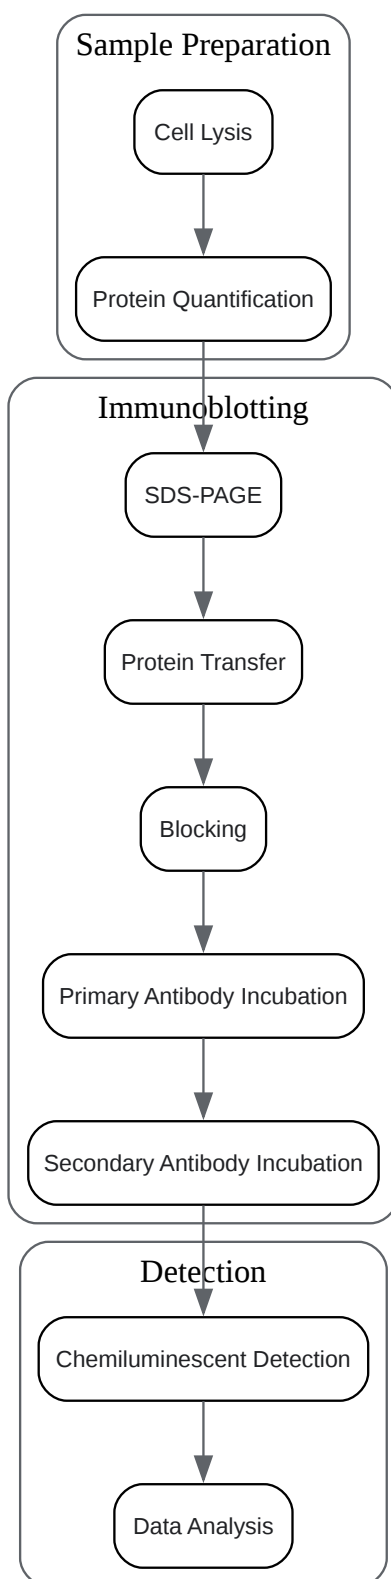 Sample Preparation
Cell Lysis
Protein Quantification
Immunoblotting
SDS-PAGE
Protein Transfer
Blocking
Primary Antibody Incubation
Secondary Antibody Incubation
Detection
Chemiluminescent Detection
Data Analysis